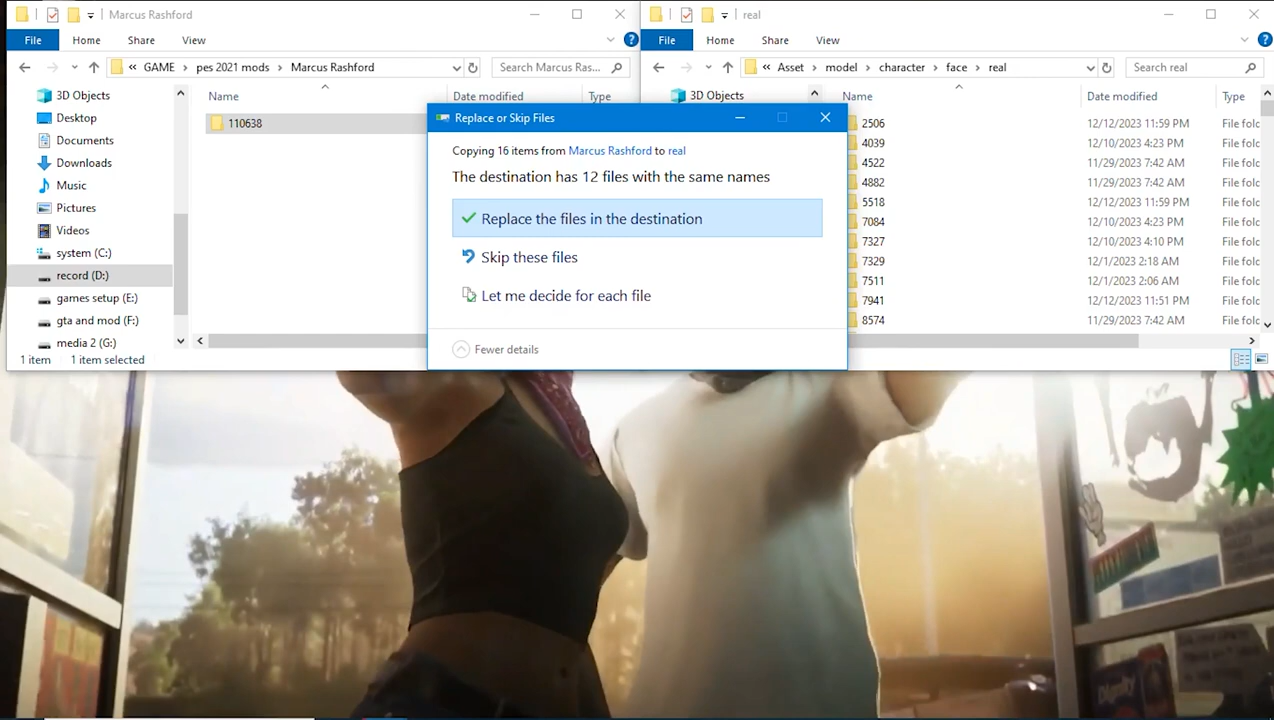 Marcus Rashford
File Home Share View
GAME pes 2021 mods Marcus Rashford
Search Marcus Ras...
3D Objects
Desktop
Documents
Downloads
Music
Pictures
Videos
system (C:)
record (D:)
games setup (E:)
gta and mod (F:)
media 2 (G:)
Name Date modified Type
110638
1 item 1 item selected
real
File Home Share View
Asset model character face real
Search real
3D Objects
Name Date modified Type
2506 12/12/2023 11:59 PM File folc
4039 12/10/2023 4:23 PM File folc
4522 11/29/2023 7:42 AM File folc
4882 11/29/2023 7:42 AM File folc
5518 12/12/2023 11:59 PM File folc
7084 12/10/2023 4:23 PM File folc
7327 12/10/2023 4:10 PM File folc
7329 12/1/2023 2:18 AM File folc
7511 12/1/2023 2:06 AM File folc
7941 12/12/2023 11:51 PM File folc
8574 11/29/2023 7:42 AM File folc
Replace or Skip Files
Copying 16 items from Marcus Rashford to real
The destination has 12 files with the same names
Replace the files in the destination
Skip these files
Let me decide for each file
Fewer details